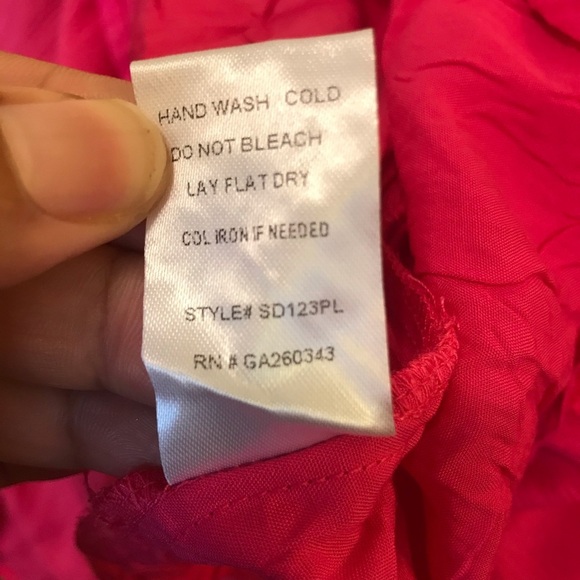 HAND WASH COLD
DO NOT BLEACH
LAY FLAT DRY
COL IRON IF NEEDED
STYLE# SD123PL
RN # GA260343